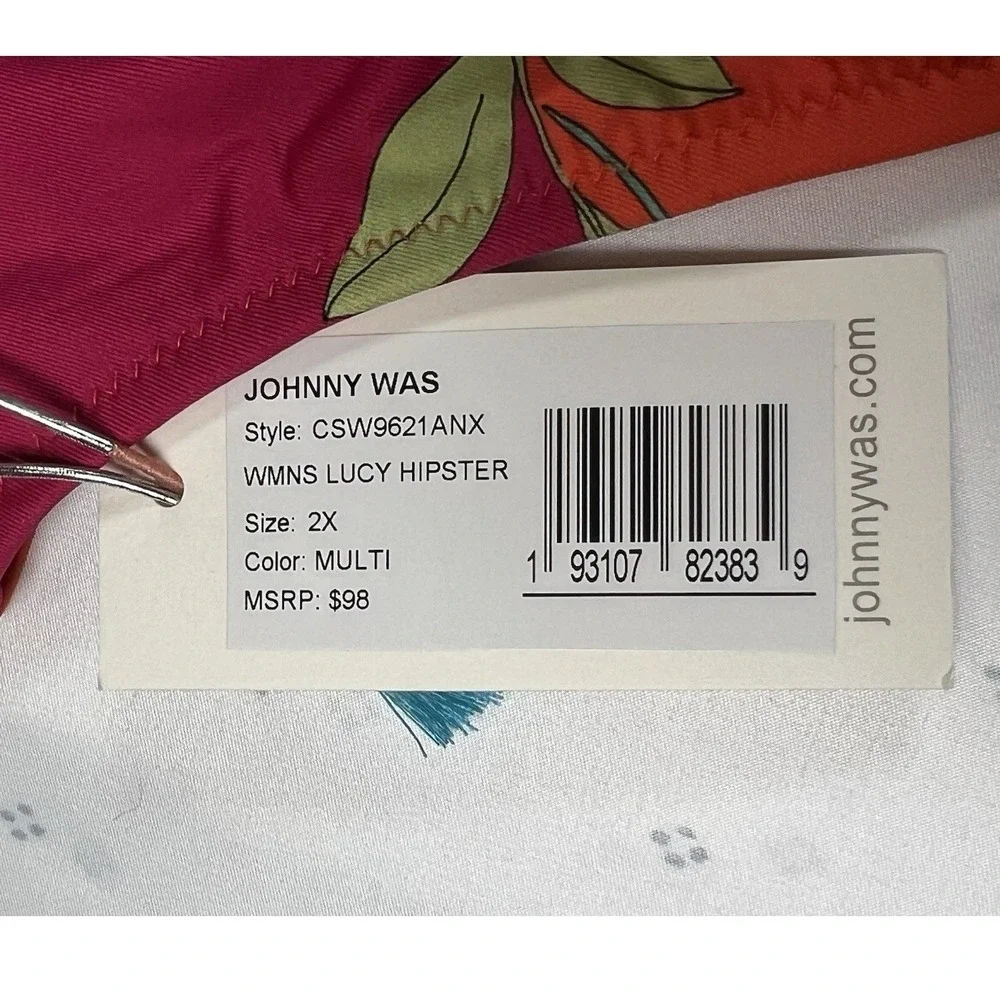 JOHNNY WAS
Style: CSW9621ANX
WMNS LUCY HIPSTER
Size: 2X
Color: MULTI
MSRP: $98
1 93107 82383 9
johnnywas.com